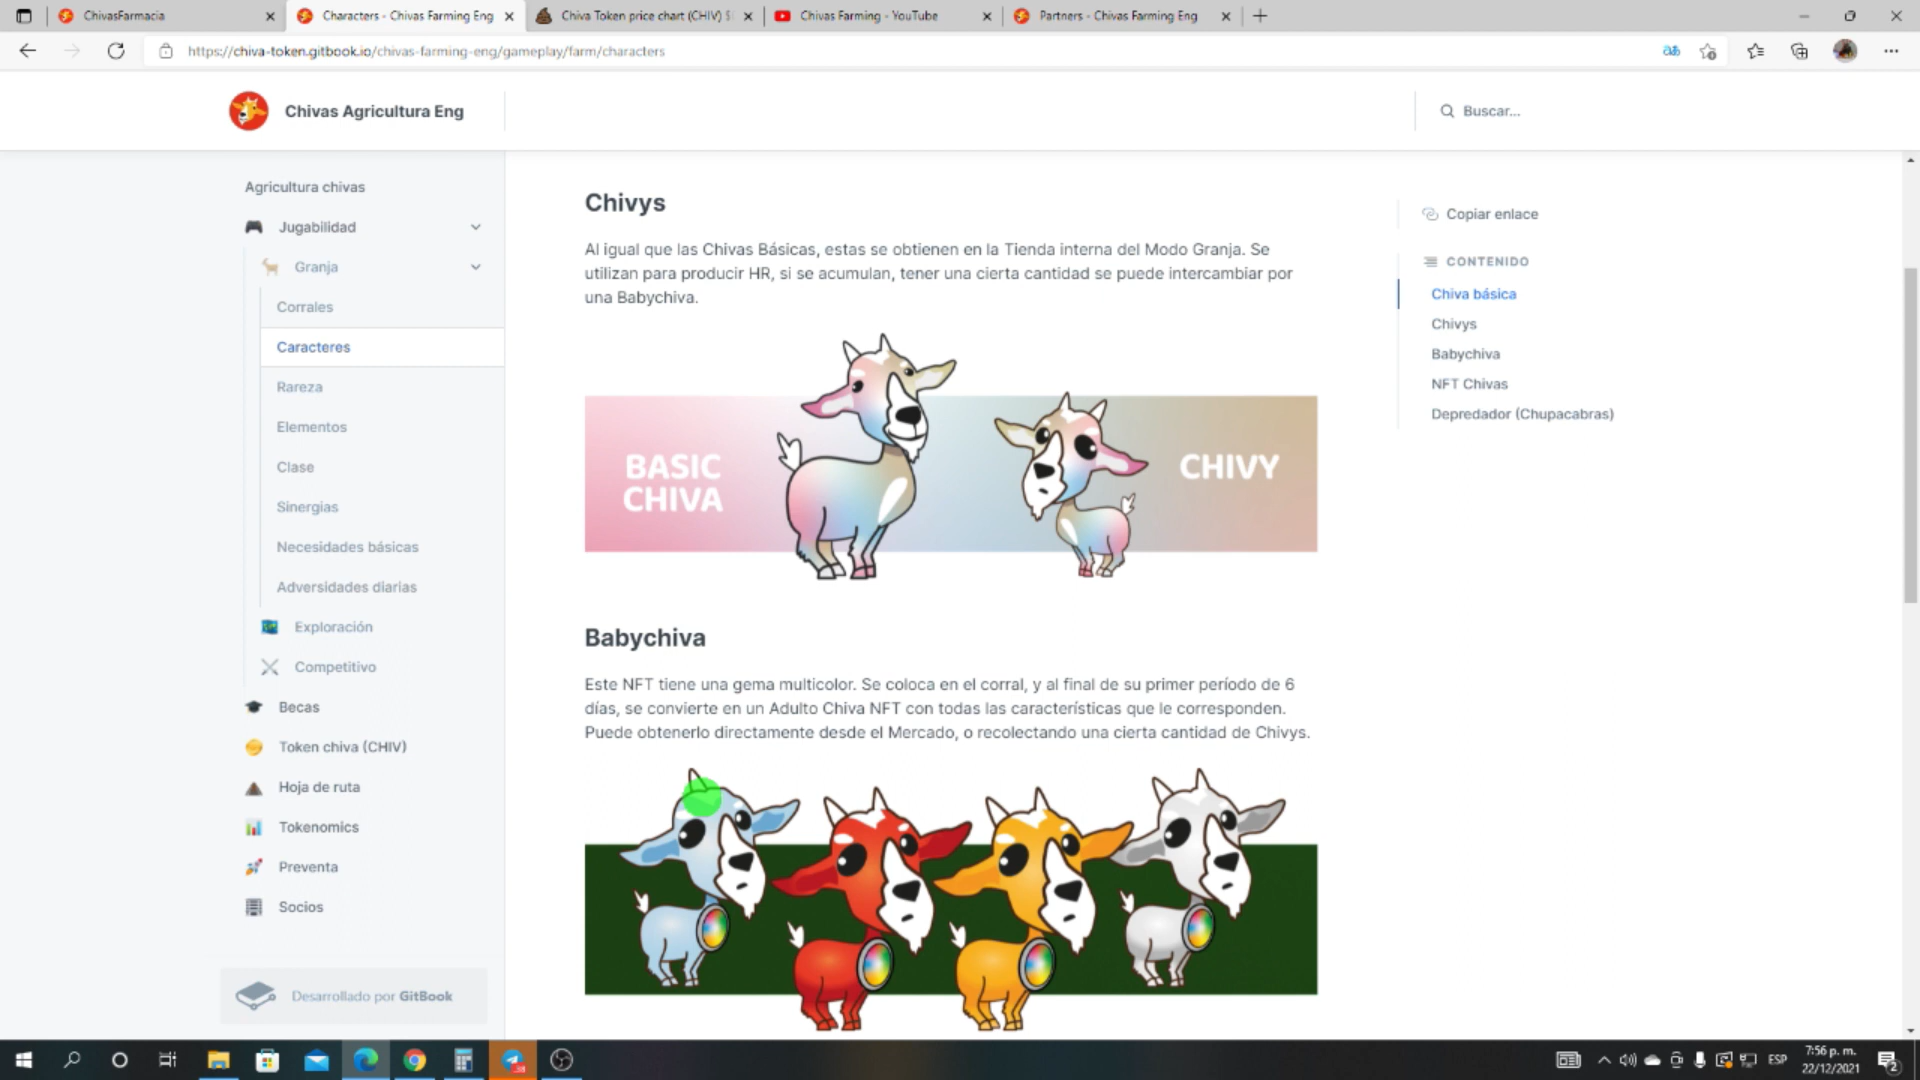 ChivasFarmacia
Characters - Chivas Farming Eng
Chiva Token price chart (CHIV) $
Chivas Farming - YouTube
Partners - Chivas Farming Eng
https://chiva-token.gitbook.io/chivas-farming-eng/gameplay/farm/characters
Chivas Agricultura Eng
Buscar...
Agricultura chivas
Jugabilidad
Granja
Corrales
Caracteres
Rareza
Elementos
Clase
Sinergias
Necesidades básicas
Adversidades diarias
Exploración
Competitivo
Becas
Token chiva (CHIV)
Hoja de ruta
Tokenomics
Preventa
Socios
Desarrollado por GitBook
Chivys
Al igual que las Chivas Básicas, estas se obtienen en la Tienda interna del Modo Granja. Se
utilizan para producir HR, si se acumulan, tener una cierta cantidad se puede intercambiar por
una Babychiva.
BASIC
CHIVA
CHIVY
Babychiva
Este NFT tiene una gema multicolor. Se coloca en el corral, y al final de su primer período de 6
días, se convierte en un Adulto Chiva NFT con todas las características que le corresponden.
Puede obtenerlo directamente desde el Mercado, o recolectando una cierta cantidad de Chivys.
Copiar enlace
CONTENIDO
Chiva básica
Chivys
Babychiva
NFT Chivas
Depredador (Chupacabras)
ESP
7:56 p. m.
22/12/2021
2